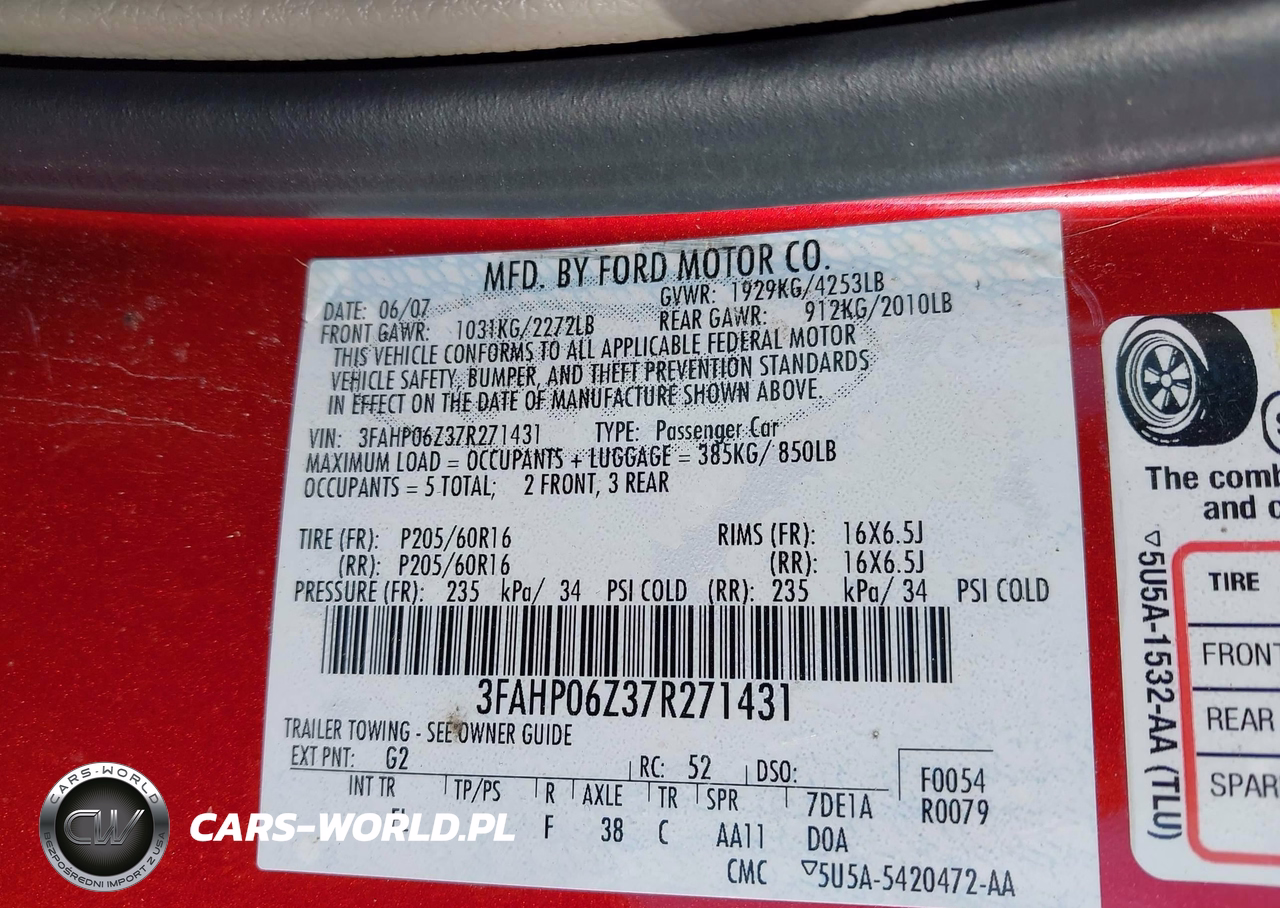 MFD. BY FORD MOTOR CO.
DATE: 06/07 GVWR: 1929KG/4253LB
FRONT GAWR: 1031KG/2272LB REAR GAWR: 912KG/2010LB
THIS VEHICLE CONFORMS TO ALL APPLICABLE FEDERAL MOTOR
VEHICLE SAFETY, BUMPER, AND THEFT PREVENTION STANDARDS
IN EFFECT ON THE DATE OF MANUFACTURE SHOWN ABOVE.
VIN: 3FAHP06Z37R271431 TYPE: Passenger Car
MAXIMUM LOAD = OCCUPANTS + LUGGAGE = 385KG/ 850LB
OCCUPANTS = 5 TOTAL; 2 FRONT, 3 REAR
TIRE (FR): P205/60R16 RIMS (FR): 16X6.5J
(RR): P205/60R16 (RR): 16X6.5J
PRESSURE (FR): 235 kPa/ 34 PSI COLD (RR): 235 kPa/ 34 PSI COLD
3FAHP06Z37R271431
TRAILER TOWING - SEE OWNER GUIDE
EXT PNT: G2 RC: 52 DSO: F0054
INT TR TP/PS R AXLE TR SPR 7DE1A R0079
F 38 C AA11 D0A
CMC ▽5U5A-5420472-AA
The comb
and c
▽5U5A-1532-AA (TLU)
TIRE
FRONT
REAR
SPAR
CARS-WORLD
CW
BEZPOŚREDNI IMPORT Z USA
CARS-WORLD.PL